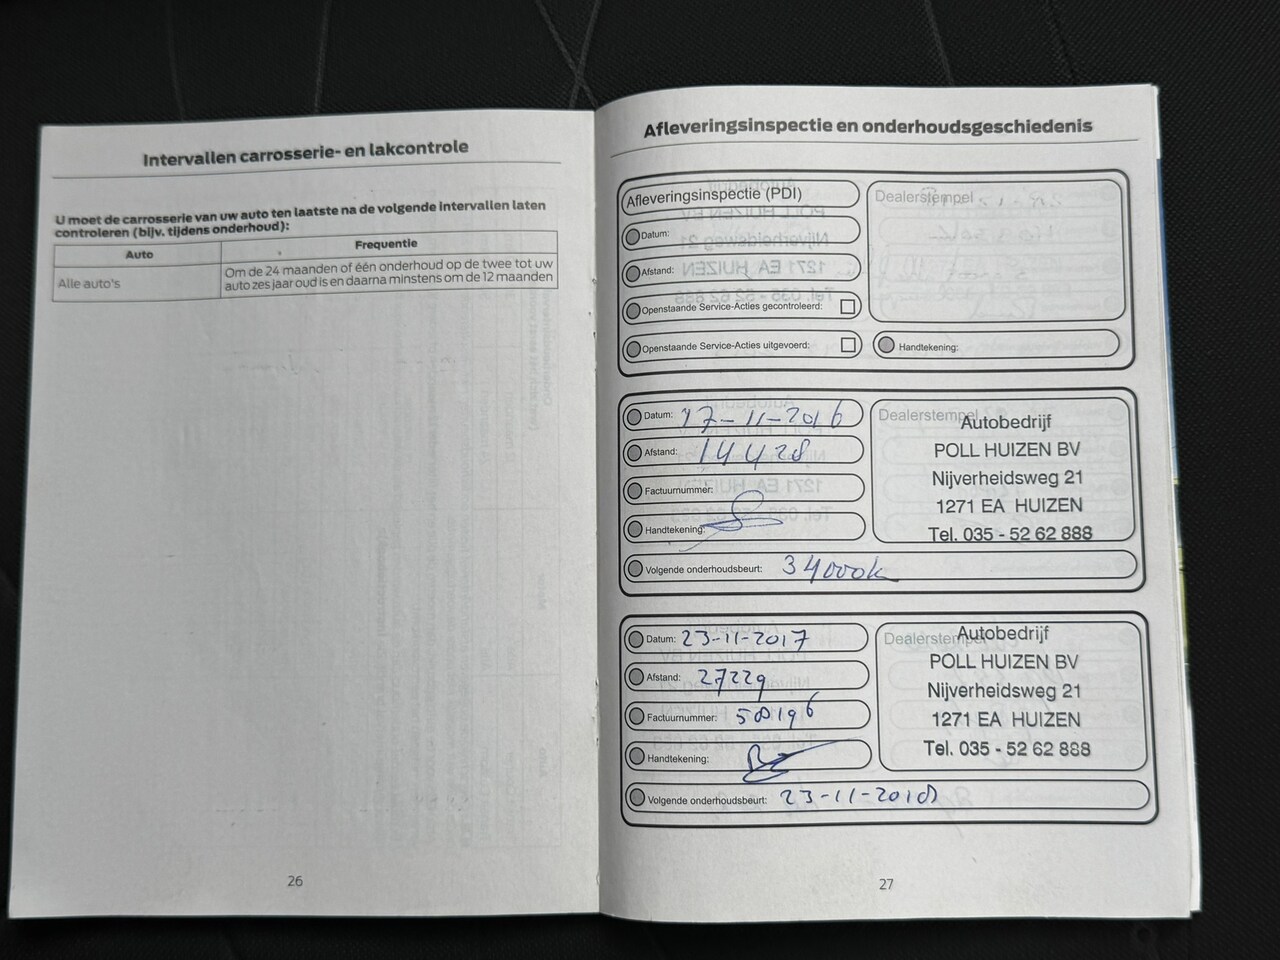 Intervallen carrosserie- en lakcontrole
U moet de carrosserie van uw auto ten laatste na de volgende intervallen laten
controleren (bijv. tijdens onderhoud):
Auto Frequentie
Alle auto's Om de 24 maanden of één onderhoud op de twee tot uw
auto zes jaar oud is en daarna minstens om de 12 maanden
26
Afleveringsinspectie en onderhoudsgeschiedenis
Afleveringsinspectie (PDI)
Datum:
Afstand:
Openstaande Service-Acties gecontroleerd:
Openstaande Service-Acties uitgevoerd:
Dealerstempel
Handtekening:
Datum: 17-11-2016
Afstand: 14428
Factuurnummer:
Handtekening:
Volgende onderhoudsbeurt: 34000k
Dealerstempel
Autobedrijf
POLL HUIZEN BV
Nijverheidsweg 21
1271 EA HUIZEN
Tel. 035 - 52 62 888
Datum: 23-11-2017
Afstand: 27229
Factuurnummer: 58196
Handtekening:
Volgende onderhoudsbeurt: 23-11-2018
Dealerstempel
Autobedrijf
POLL HUIZEN BV
Nijverheidsweg 21
1271 EA HUIZEN
Tel. 035 - 52 62 888
27